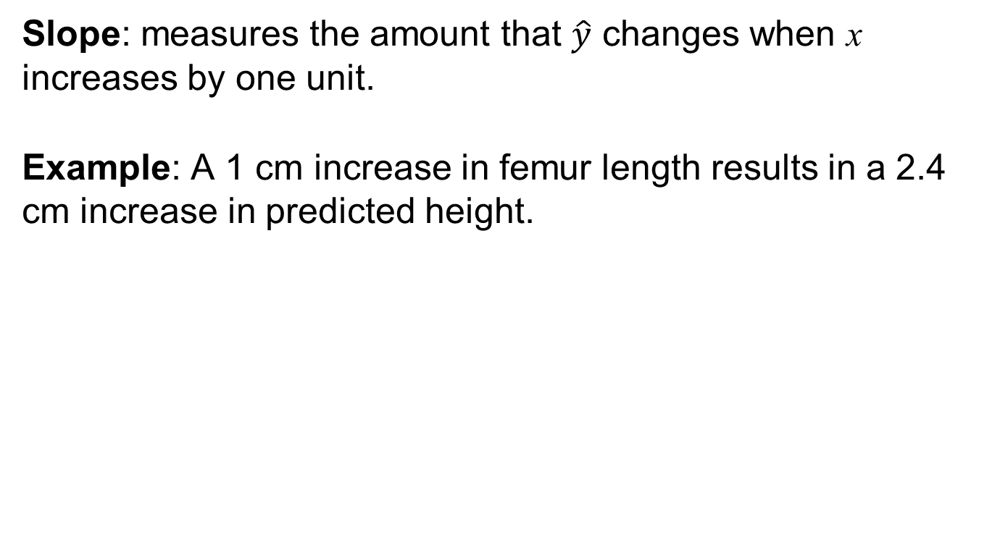 Slope: measures the amount that ŷ changes when x
increases by one unit.
Example: A 1 cm increase in femur length results in a 2.4
cm increase in predicted height.